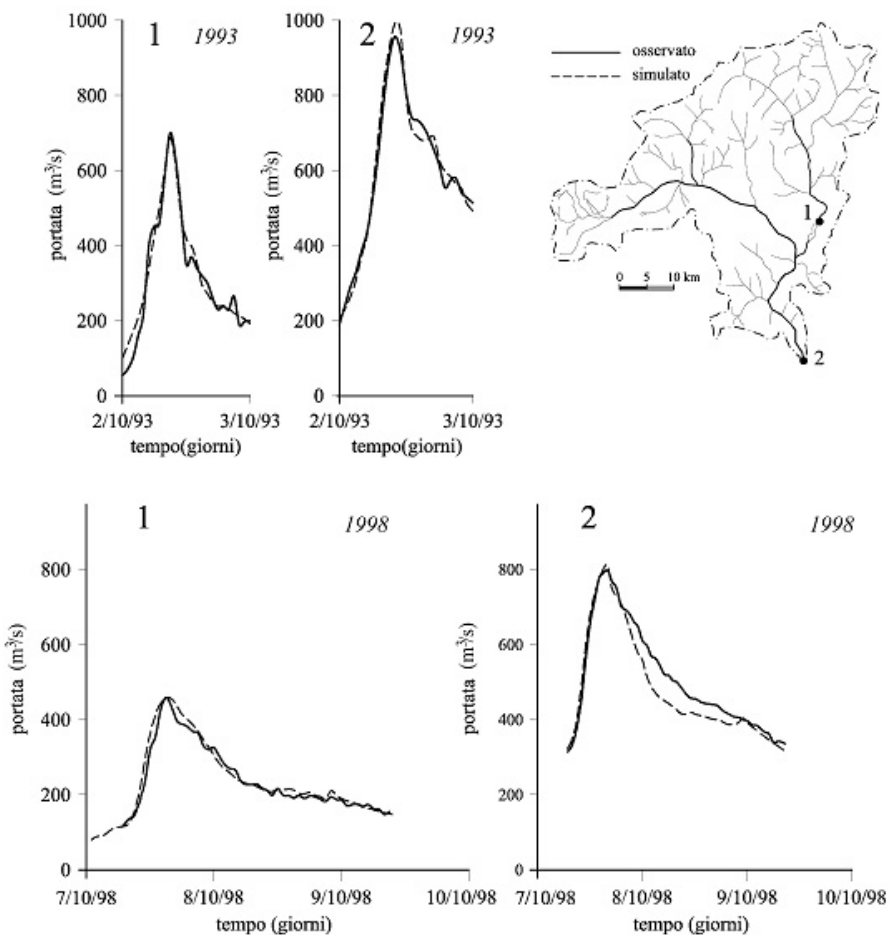 1 1993
1000
800
600
400
200
0
portata (m³/s)
2/10/93 3/10/93
tempo(giorni)
2 1993
1000
800
600
400
200
0
portata (m³/s)
2/10/93 3/10/93
tempo(giorni)
osservato
simulato
1
0 5 10 km
2
1 1998
800
600
400
200
0
portata (m³/s)
7/10/98 8/10/98 9/10/98 10/10/98
tempo (giorni)
2 1998
800
600
400
200
0
portata (m³/s)
7/10/98 8/10/98 9/10/98 10/10/98
tempo (giorni)